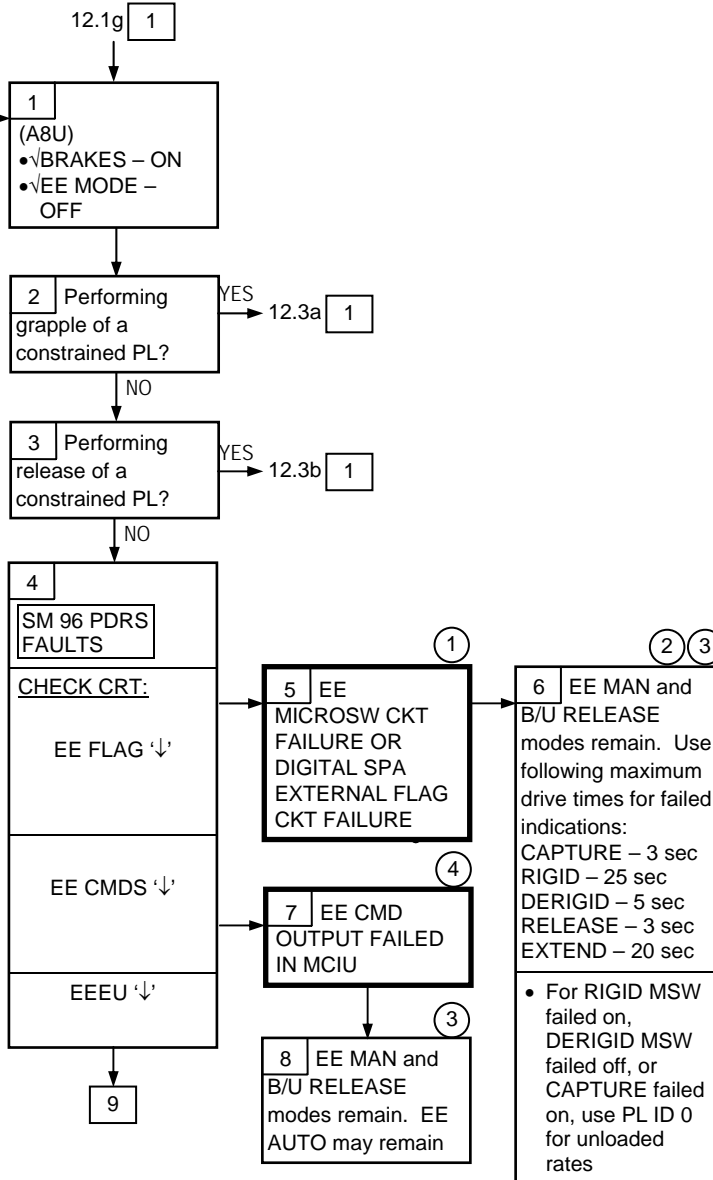 12.1g 1
1
(A8U)
•√BRAKES – ON
•√EE MODE –
OFF
2 Performing
grapple of a
constrained PL?
YES
12.3a 1
NO
3 Performing
release of a
constrained PL?
YES
12.3b 1
NO
4
SM 96 PDRS
FAULTS
CHECK CRT:
EE FLAG ‘↓’
EE CMDS ‘↓’
EEEU ‘↓’
9
1
5 EE
MICROSW CKT
FAILURE OR
DIGITAL SPA
EXTERNAL FLAG
CKT FAILURE
4
7 EE CMD
OUTPUT FAILED
IN MCIU
3
8 EE MAN and
B/U RELEASE
modes remain. EE
AUTO may remain
2 3
6 EE MAN and
B/U RELEASE
modes remain. Use
following maximum
drive times for failed
indications:
CAPTURE – 3 sec
RIGID – 25 sec
DERIGID – 5 sec
RELEASE – 3 sec
EXTEND – 20 sec
• For RIGID MSW
failed on,
DERIGID MSW
failed off, or
CAPTURE failed
on, use PL ID 0
for unloaded
rates